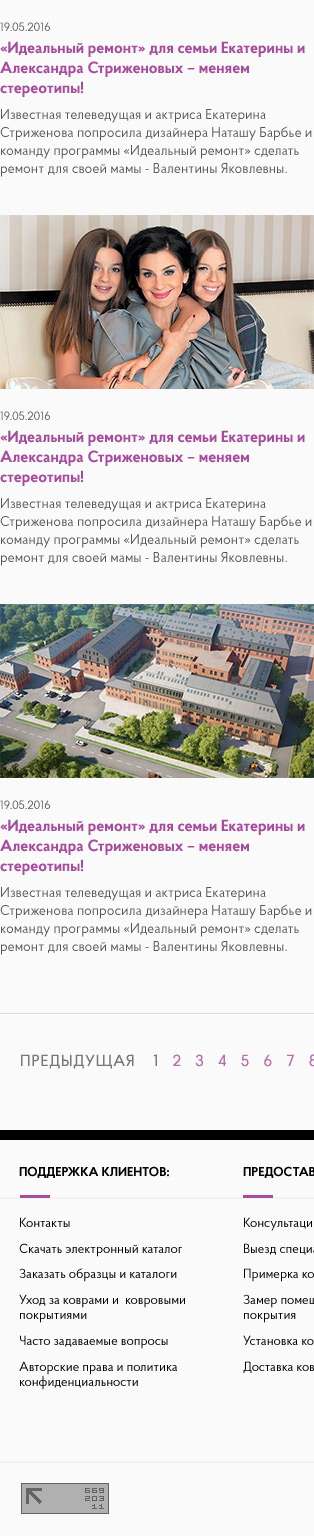 19.05.2016
«Идеальный ремонт» для семьи Екатерины и
Александра Стриженовых – меняем
стереотипы!
Известная телеведущая и актриса Екатерина
Стриженова попросила дизайнера Наташу Барбье и
команду программы «Идеальный ремонт» сделать
ремонт для своей мамы - Валентины Яковлевны.
19.05.2016
«Идеальный ремонт» для семьи Екатерины и
Александра Стриженовых – меняем
стереотипы!
Известная телеведущая и актриса Екатерина
Стриженова попросила дизайнера Наташу Барбье и
команду программы «Идеальный ремонт» сделать
ремонт для своей мамы - Валентины Яковлевны.
19.05.2016
«Идеальный ремонт» для семьи Екатерины и
Александра Стриженовых – меняем
стереотипы!
Известная телеведущая и актриса Екатерина
Стриженова попросила дизайнера Наташу Барбье и
команду программы «Идеальный ремонт» сделать
ремонт для своей мамы - Валентины Яковлевны.
ПРЕДЫДУЩАЯ 1 2 3 4 5 6 7 8
ПОДДЕРЖКА КЛИЕНТОВ:
Контакты
Скачать электронный каталог
Заказать образцы и каталоги
Уход за коврами и ковровыми
покрытиями
Часто задаваемые вопросы
Авторские права и политика
конфиденциальности
ПРЕДОСТАВ
Консультаци
Выезд специа
Примерка ко
Замер помещ
покрытия
Установка ко
Доставка ков
669
203
11